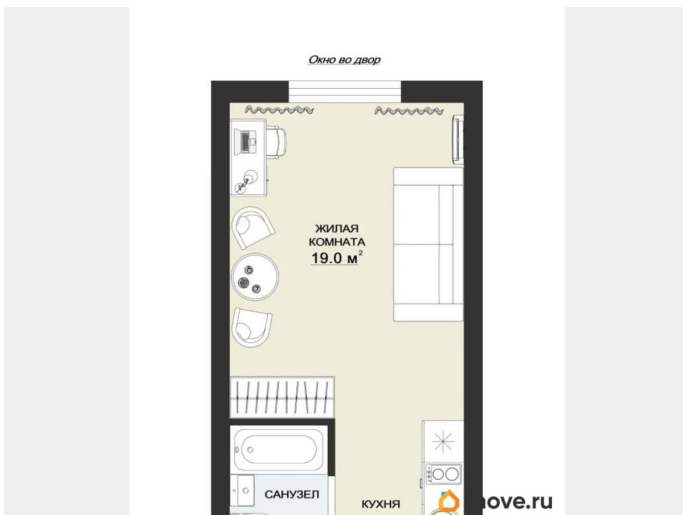 Окно во двор
ЖИЛАЯ
КОМНАТА
19.0 м²
САНУЗЕЛ
КУХНЯ
move.ru